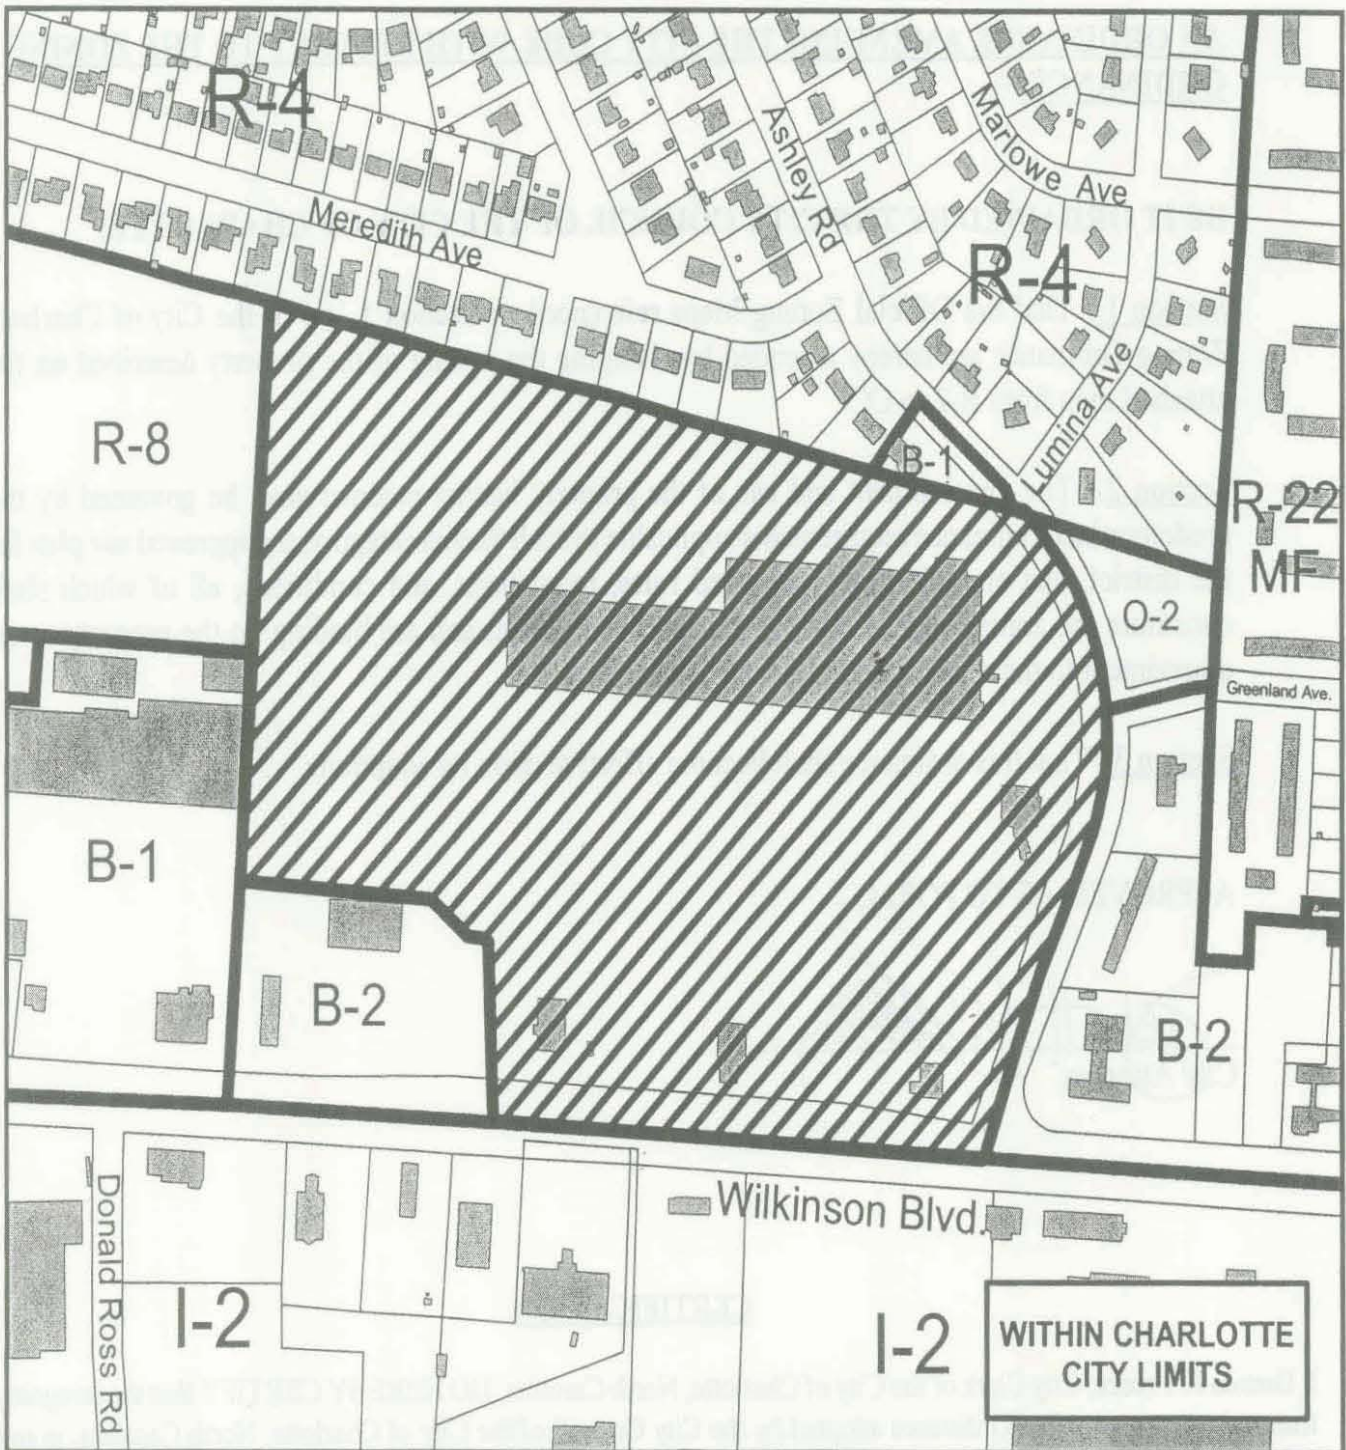 R-4
Ashley Rd
Marlowe Ave
Meredith Ave
R-4
Lumina Ave
R-8
B-1
R-22
MF
O-2
Greenland Ave.
B-1
B-2
B-2
Donald Ross Rd
Wilkinson Blvd.
I-2
I-2
WITHIN CHARLOTTE
CITY LIMITS